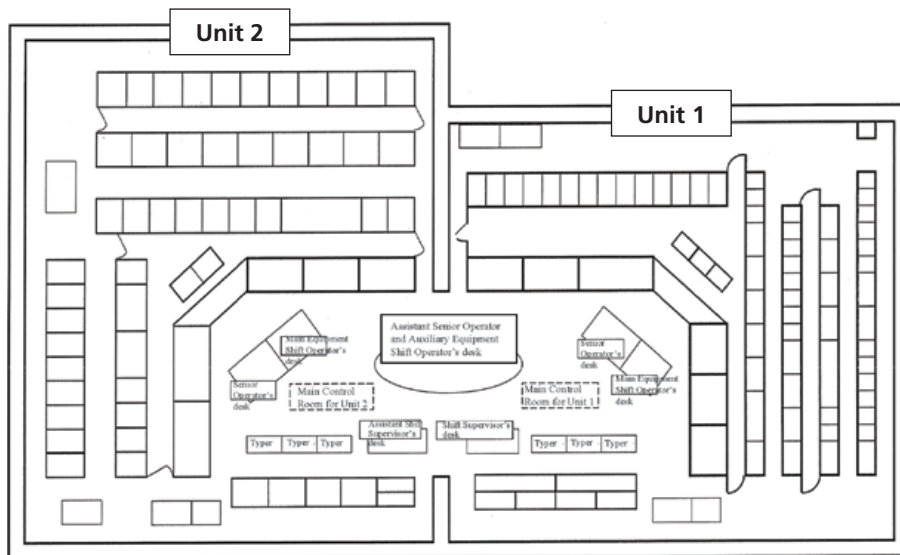 Unit 2
Unit 1
Assistant Senior Operator
and Auxiliary Equipment
Shift Operator's desk
Main Equipment
Shift Operator's
desk
Senior
Operator's
desk
Main Control
Room for Unit 2
Senior
Operator's
desk
Main Equipment
Shift Operator's
desk
Main Control
Room for Unit 1
Assistant Shift
Supervisor's
desk
Shift Supervisor's
desk
Typer
Typer
Typer
Typer
Typer
Typer